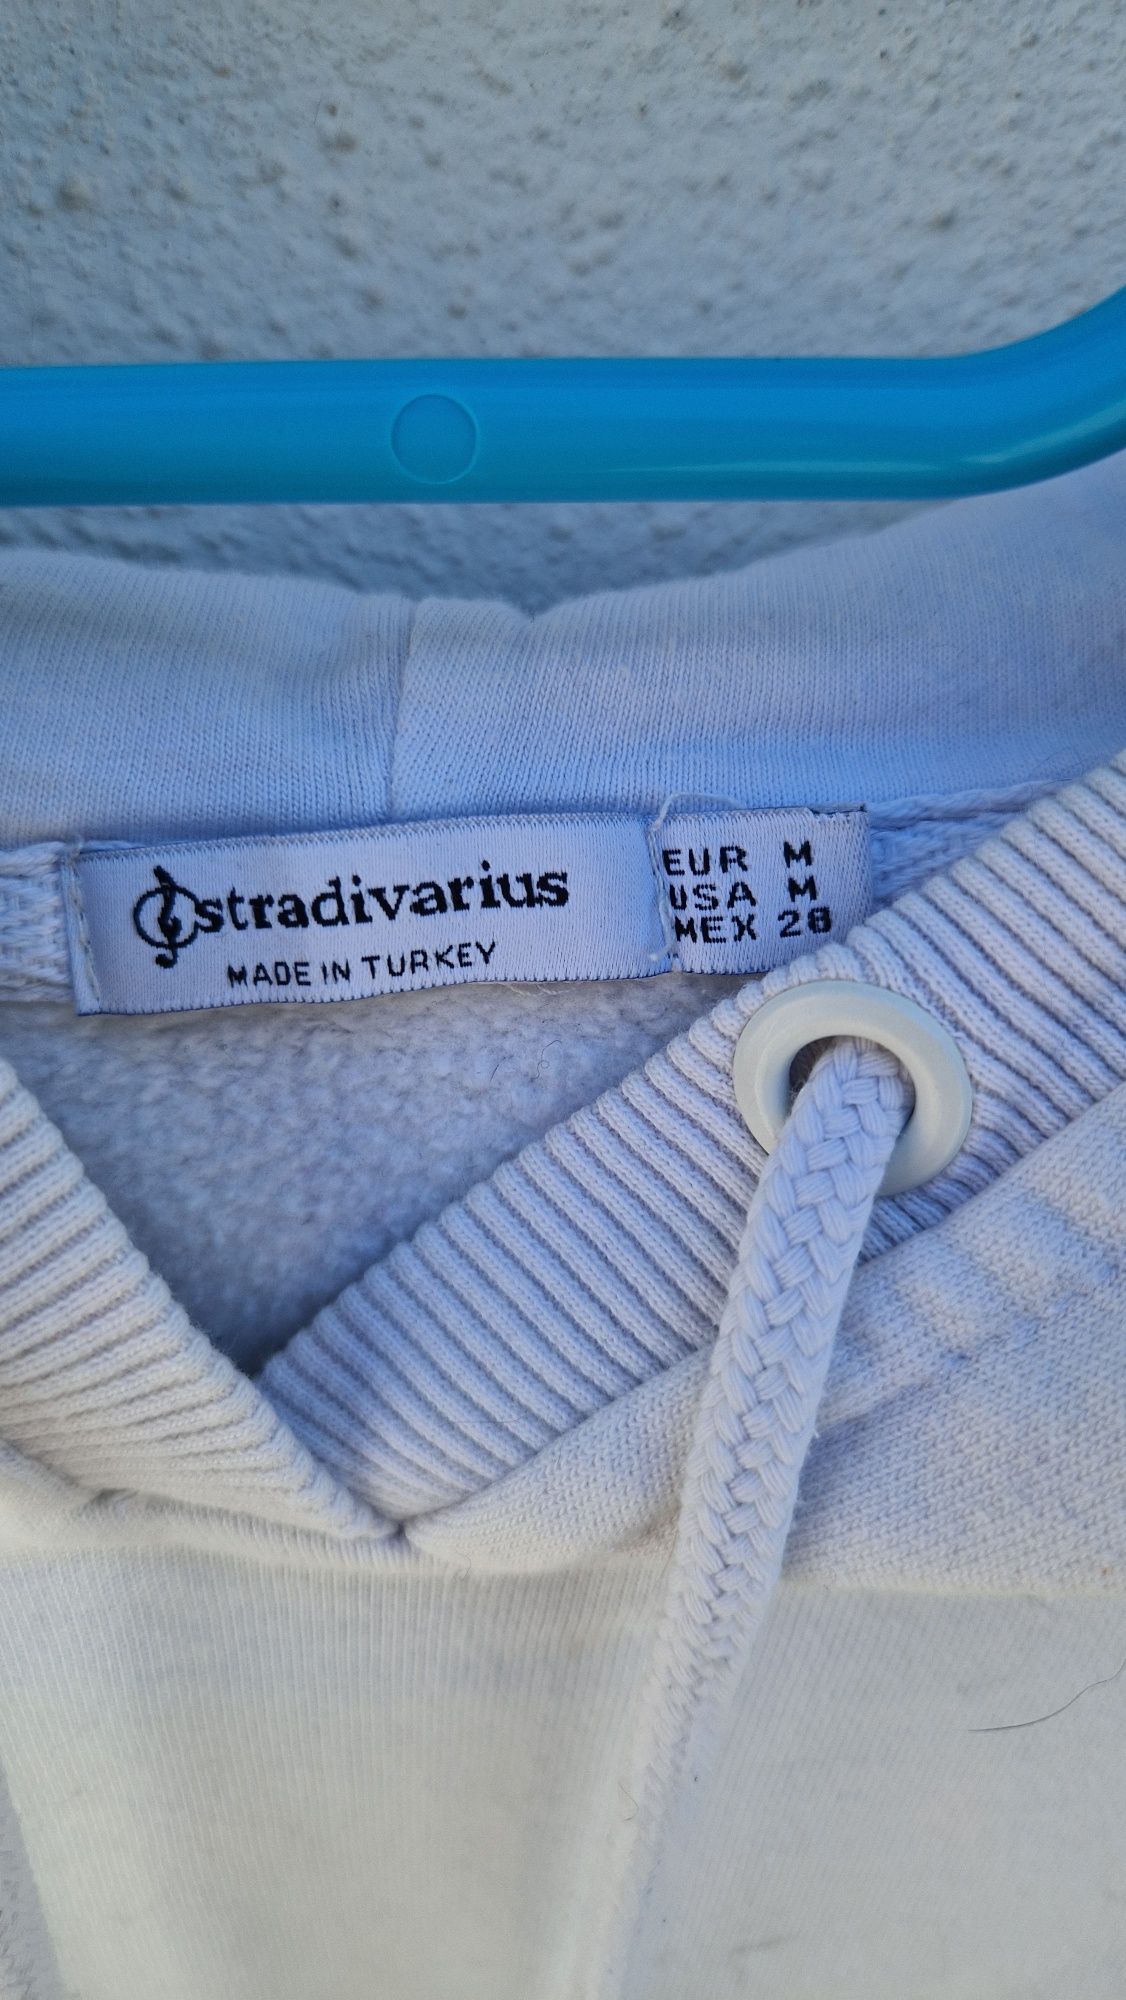 stradivarius
MADE IN TURKEY
EUR M
USA M
MEX 28